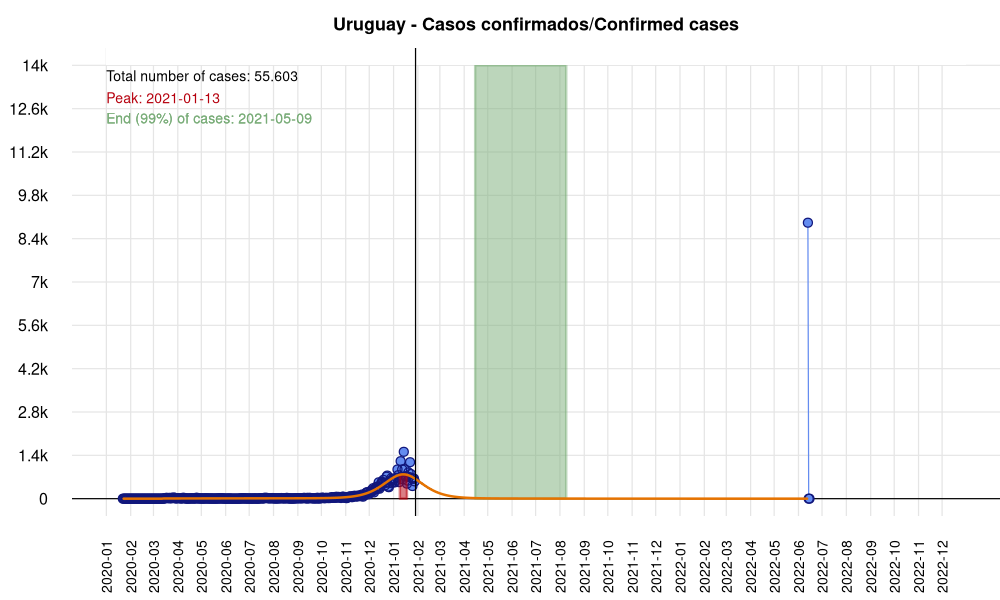 Uruguay - Casos confirmados/Confirmed cases
14k
Total number of cases: 55.603
Peak: 2021-01-13
End (99%) of cases: 2021-05-09
12.6k
11.2k
9.8k
8.4k
7k
5.6k
4.2k
2.8k
1.4k
0
2020-01
2020-02
2020-03
2020-04
2020-05
2020-06
2020-07
2020-08
2020-09
2020-10
2020-11
2020-12
2021-01
2021-02
2021-03
2021-04
2021-05
2021-06
2021-07
2021-08
2021-09
2021-10
2021-11
2021-12
2022-01
2022-02
2022-03
2022-04
2022-05
2022-06
2022-07
2022-08
2022-09
2022-10
2022-11
2022-12